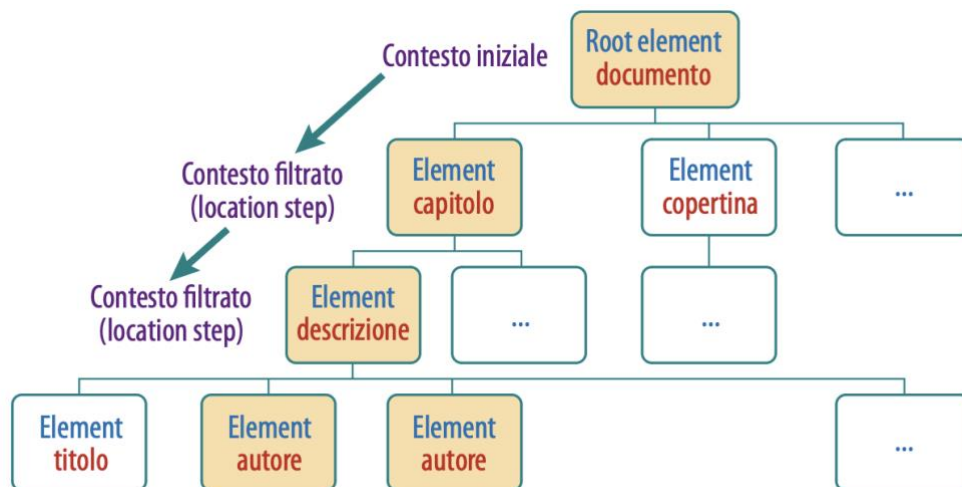 Contesto iniziale
Root element
documento
Contesto filtrato
(location step)
Element
capitolo
Element
copertina
...
Contesto filtrato
(location step)
Element
descrizione
...
...
Element
titolo
Element
autore
Element
autore
...